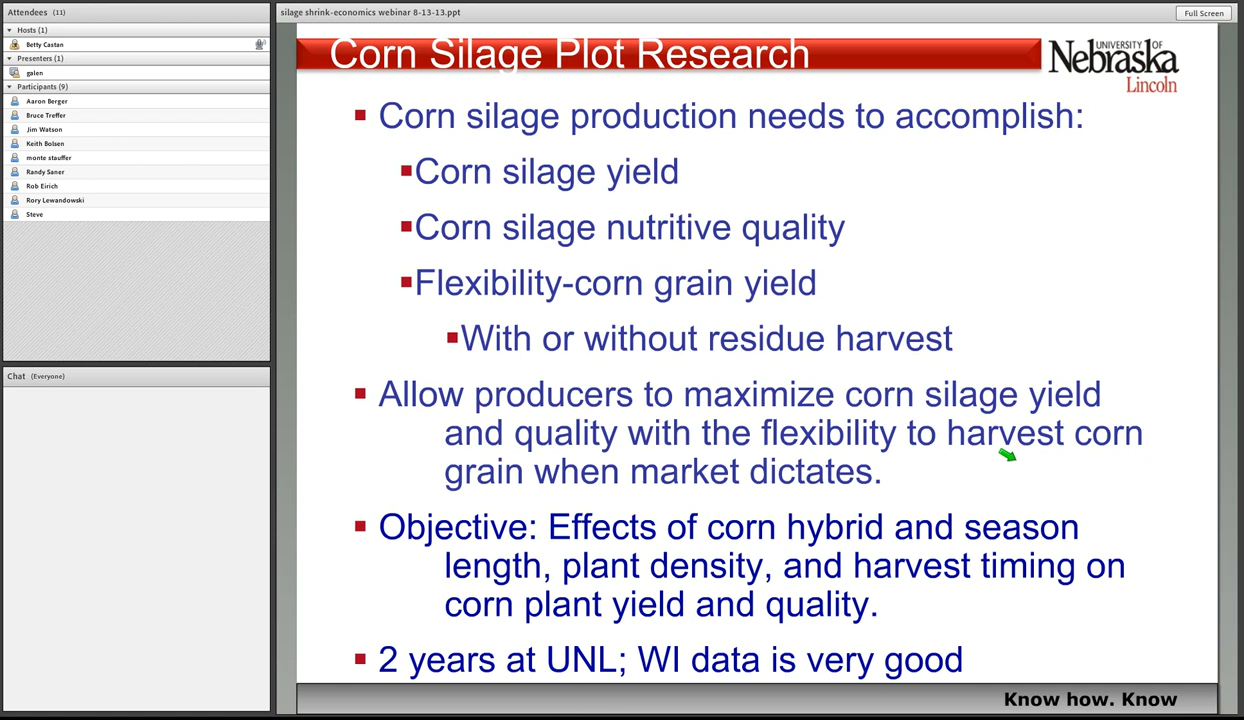 Attendees (11)
Hosts (1)
Betty Castan
Presenters (1)
galen
Participants (9)
Aaron Berger
Bruce Treffer
Jim Watson
Keith Bolsen
monte stauffer
Randy Saner
Rob Eirich
Rory Lewandowski
Steve
Chat (Everyone)
silage shrink-economics webinar 8-13-13.ppt
Full Screen
Corn Silage Plot Research
UNIVERSITY OF
Nebraska
Lincoln
Corn silage production needs to accomplish:
Corn silage yield
Corn silage nutritive quality
Flexibility-corn grain yield
With or without residue harvest
Allow producers to maximize corn silage yield
and quality with the flexibility to harvest corn
grain when market dictates.
Objective: Effects of corn hybrid and season
length, plant density, and harvest timing on
corn plant yield and quality.
2 years at UNL; WI data is very good
Know how. Know